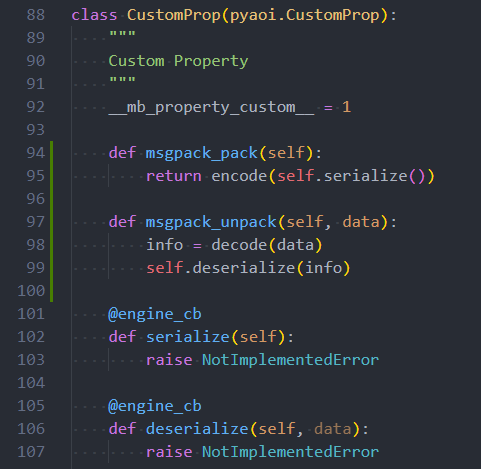 88 class CustomProp(pyaoi.CustomProp):
89     """
90     Custom Property
91     """
92     __mb_property_custom__ = 1
93
94     def msgpack_pack(self):
95         return encode(self.serialize())
96
97     def msgpack_unpack(self, data):
98         info = decode(data)
99         self.deserialize(info)
100
101     @engine_cb
102     def serialize(self):
103         raise NotImplementedError
104
105     @engine_cb
106     def deserialize(self, data):
107         raise NotImplementedError